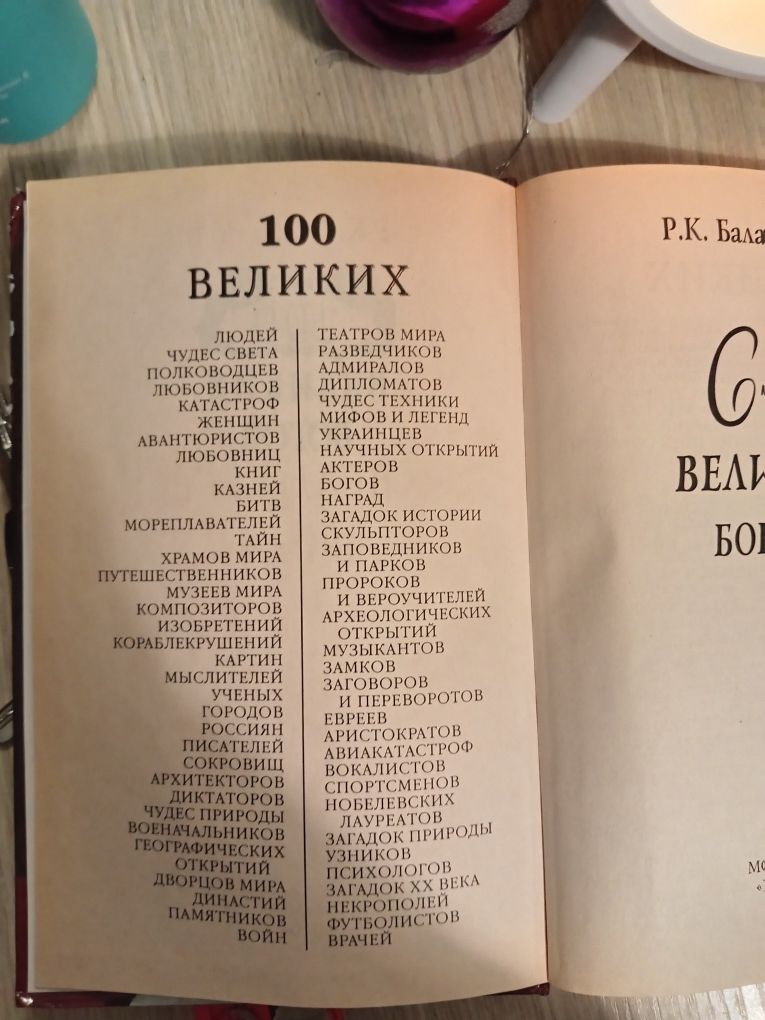 100
ВЕЛИКИХ
ЛЮДЕЙ
ЧУДЕС СВЕТА
ПОЛКОВОДЦЕВ
ЛЮБОВНИКОВ
КАТАСТРОФ
ЖЕНЩИН
АВАНТЮРИСТОВ
ЛЮБОВНИЦ
КНИГ
КАЗНЕЙ
БИТВ
МОРЕПЛАВАТЕЛЕЙ
ТАЙН
ХРАМОВ МИРА
ПУТЕШЕСТВЕННИКОВ
МУЗЕЕВ МИРА
КОМПОЗИТОРОВ
ИЗОБРЕТЕНИЙ
КОРАБЛЕКРУШЕНИЙ
КАРТИН
МЫСЛИТЕЛЕЙ
УЧЕНЫХ
ГОРОДОВ
РОССИЯН
ПИСАТЕЛЕЙ
СОКРОВИЩ
АРХИТЕКТОРОВ
ДИКТАТОРОВ
ЧУДЕС ПРИРОДЫ
ВОЕНАЧАЛЬНИКОВ
ГЕОГРАФИЧЕСКИХ
ОТКРЫТИЙ
ДВОРЦОВ МИРА
ДИНАСТИЙ
ПАМЯТНИКОВ
ВОЙН
ТЕАТРОВ МИРА
РАЗВЕДЧИКОВ
АДМИРАЛОВ
ДИПЛОМАТОВ
ЧУДЕС ТЕХНИКИ
МИФОВ И ЛЕГЕНД
УКРАИНЦЕВ
НАУЧНЫХ ОТКРЫТИЙ
АКТЕРОВ
БОГОВ
НАГРАД
ЗАГАДОК ИСТОРИИ
СКУЛЬПТОРОВ
ЗАПОВЕДНИКОВ
И ПАРКОВ
ПРОРОКОВ
И ВЕРОУЧИТЕЛЕЙ
АРХЕОЛОГИЧЕСКИХ
ОТКРЫТИЙ
МУЗЫКАНТОВ
ЗАМКОВ
ЗАГОВОРОВ
И ПЕРЕВОРОТОВ
ЕВРЕЕВ
АРИСТОКРАТОВ
АВИАКАТАСТРОФ
ВОКАЛИСТОВ
СПОРТСМЕНОВ
НОБЕЛЕВСКИХ
ЛАУРЕАТОВ
ЗАГАДОК ПРИРОДЫ
УЗНИКОВ
ПСИХОЛОГОВ
ЗАГАДОК XX ВЕКА
НЕКРОПОЛЕЙ
ФУТБОЛИСТОВ
ВРАЧЕЙ
Р.К. Бала
ВЕЛИ
БОГ
МО